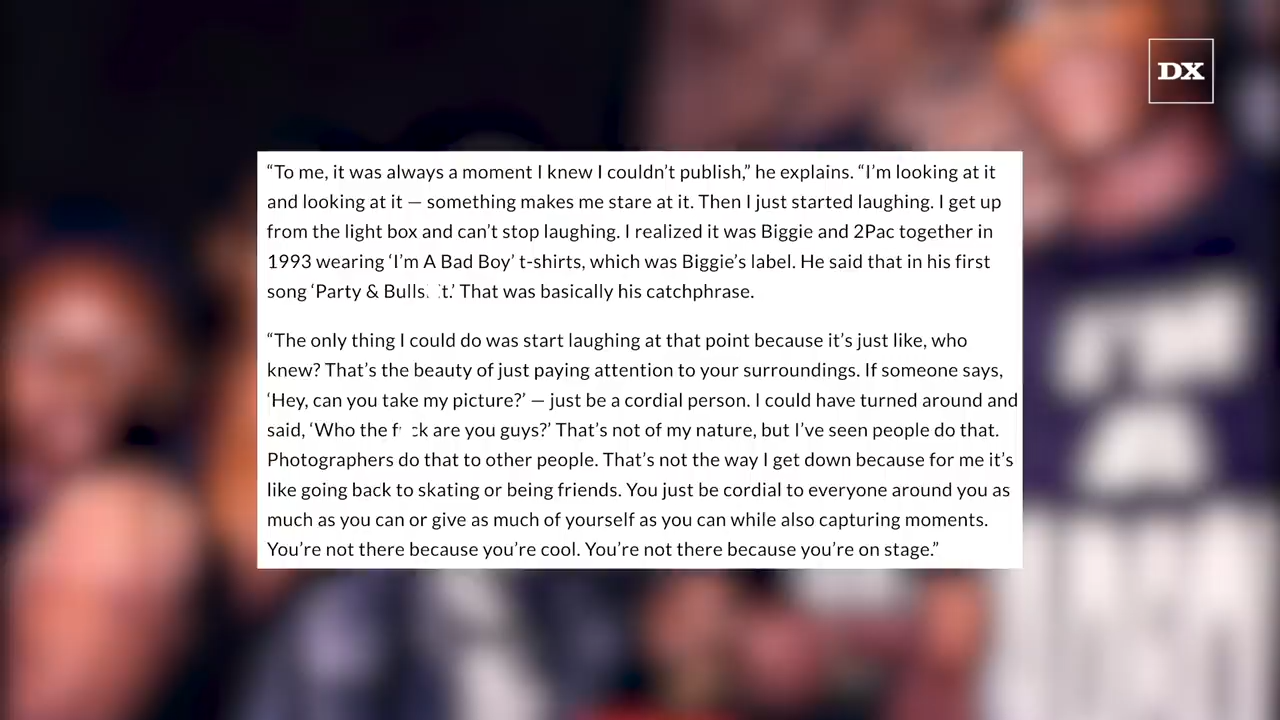 DX
“To me, it was always a moment I knew I couldn’t publish,” he explains. “I’m looking at it
and looking at it — something makes me stare at it. Then I just started laughing. I get up
from the light box and can’t stop laughing. I realized it was Biggie and 2Pac together in
1993 wearing ‘I’m A Bad Boy’ t-shirts, which was Biggie’s label. He said that in his first
song ‘Party & Bulls t.’ That was basically his catchphrase.
“The only thing I could do was start laughing at that point because it’s just like, who
knew? That’s the beauty of just paying attention to your surroundings. If someone says,
‘Hey, can you take my picture?’ — just be a cordial person. I could have turned around and
said, ‘Who the f ck are you guys?’ That’s not of my nature, but I’ve seen people do that.
Photographers do that to other people. That’s not the way I get down because for me it’s
like going back to skating or being friends. You just be cordial to everyone around you as
much as you can or give as much of yourself as you can while also capturing moments.
You’re not there because you’re cool. You’re not there because you’re on stage.”